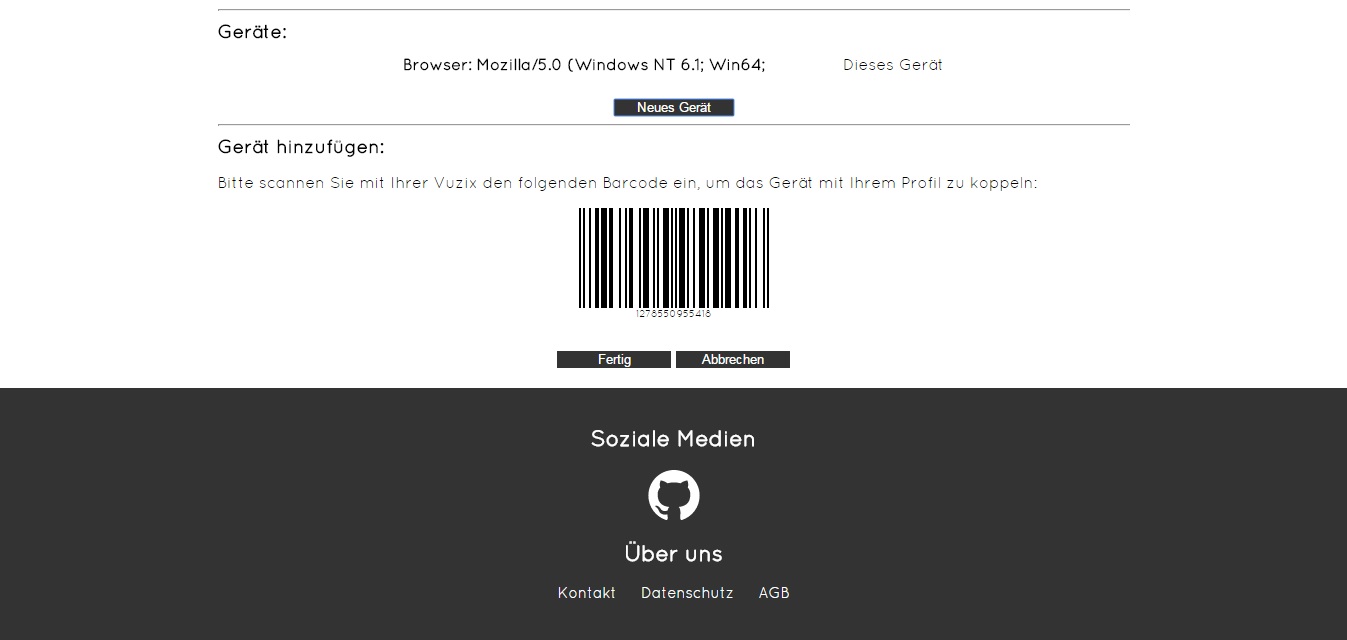 Geräte:
Browser: Mozilla/5.0 (Windows NT 6.1; Win64; Dieses Gerät
Neues Gerät
Gerät hinzufügen:
Bitte scannen Sie mit Ihrer Vuzix den folgenden Barcode ein, um das Gerät mit Ihrem Profil zu koppeln:
1278550955418
Fertig Abbrechen
Soziale Medien
Über uns
Kontakt Datenschutz AGB